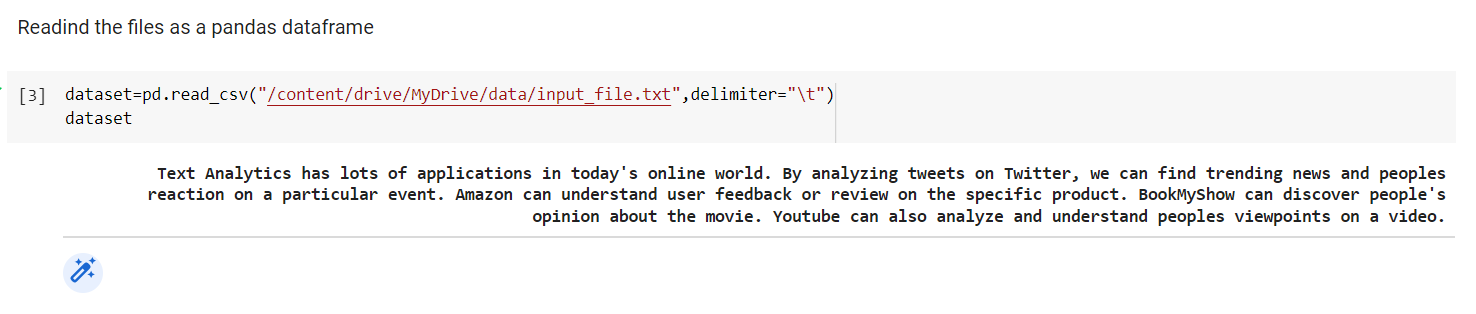 Readind the files as a pandas dataframe
[3] dataset=pd.read_csv("/content/drive/MyDrive/data/input_file.txt",delimiter="\t")
dataset
Text Analytics has lots of applications in today's online world. By analyzing tweets on Twitter, we can find trending news and peoples
reaction on a particular event. Amazon can understand user feedback or review on the specific product. BookMyShow can discover people's
opinion about the movie. Youtube can also analyze and understand peoples viewpoints on a video.